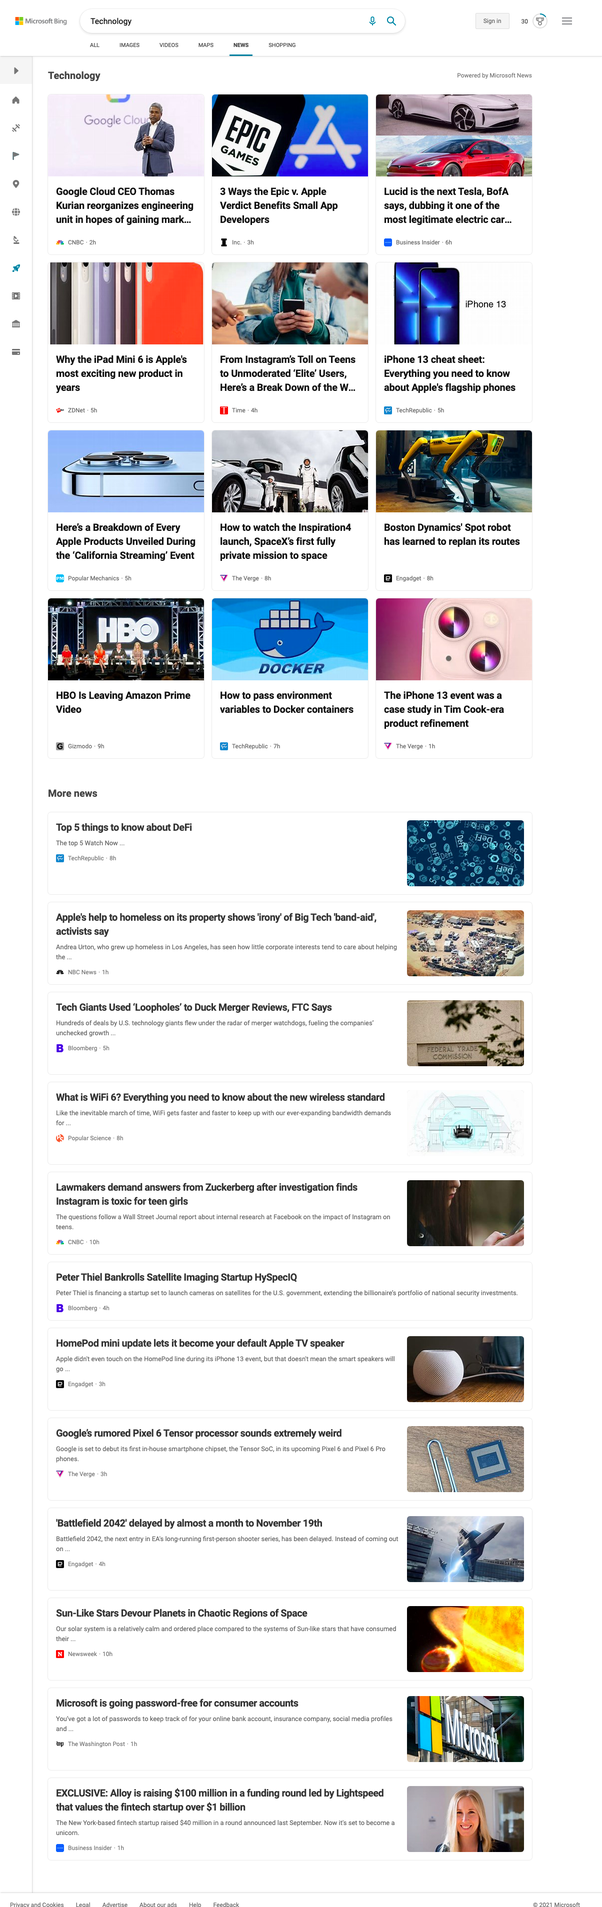 Microsoft Bing
Technology
Sign in
30
ALL
IMAGES
VIDEOS
MAPS
NEWS
SHOPPING
Technology
Powered by Microsoft News
Google Cloud
EPIC
GAMES
Google Cloud CEO Thomas
Kurian reorganizes engineering
unit in hopes of gaining mark...
CNBC · 2h
3 Ways the Epic v. Apple
Verdict Benefits Small App
Developers
Inc. · 3h
Lucid is the next Tesla, BofA
says, dubbing it one of the
most legitimate electric car...
Business Insider · 6h
iPhone 13
Why the iPad Mini 6 is Apple's
most exciting new product in
years
ZDNet · 5h
From Instagram's Toll on Teens
to Unmoderated 'Elite' Users,
Here's a Break Down of the W...
Time · 4h
iPhone 13 cheat sheet:
Everything you need to know
about Apple's flagship phones
TechRepublic · 5h
Here's a Breakdown of Every
Apple Products Unveiled During
the 'California Streaming' Event
Popular Mechanics · 5h
How to watch the Inspiration4
launch, SpaceX's first fully
private mission to space
The Verge · 8h
Boston Dynamics' Spot robot
has learned to replan its routes
Engadget · 8h
HBO
DOCKER
HBO Is Leaving Amazon Prime
Video
Gizmodo · 9h
How to pass environment
variables to Docker containers
TechRepublic · 7h
The iPhone 13 event was a
case study in Tim Cook-era
product refinement
The Verge · 1h
More news
Top 5 things to know about DeFi
The top 5 Watch Now ...
TechRepublic · 8h
DeFi
Apple's help to homeless on its property shows 'irony' of Big Tech 'band-aid',
activists say
Andrea Urton, who grew up homeless in Los Angeles, has seen how little corporate interests tend to care about helping
the ...
NBC News · 1h
Tech Giants Used 'Loopholes' to Duck Merger Reviews, FTC Says
Hundreds of deals by U.S. technology giants flew under the radar of merger watchdogs, fueling the companies'
unchecked growth ...
Bloomberg · 5h
FEDERAL TRADE
COMMISSION
What is WiFi 6? Everything you need to know about the new wireless standard
Like the inevitable march of time, WiFi gets faster and faster to keep up with our ever-expanding bandwidth demands
for ...
Popular Science · 8h
Lawmakers demand answers from Zuckerberg after investigation finds
Instagram is toxic for teen girls
The questions follow a Wall Street Journal report about internal research at Facebook on the impact of Instagram on
teens.
CNBC · 10h
Peter Thiel Bankrolls Satellite Imaging Startup HySpecIQ
Peter Thiel is financing a startup set to launch cameras on satellites for the U.S. government, extending the billionaire's portfolio of national security investments.
Bloomberg · 4h
HomePod mini update lets it become your default Apple TV speaker
Apple didn't even touch on the HomePod line during its iPhone 13 event, but that doesn't mean the smart speakers will
go ...
Engadget · 3h
Google's rumored Pixel 6 Tensor processor sounds extremely weird
Google is set to debut its first in-house smartphone chipset, the Tensor SoC, in its upcoming Pixel 6 and Pixel 6 Pro
phones.
The Verge · 3h
'Battlefield 2042' delayed by almost a month to November 19th
Battlefield 2042, the next entry in EA's long-running first-person shooter series, has been delayed. Instead of coming out
on ...
Engadget · 4h
Sun-Like Stars Devour Planets in Chaotic Regions of Space
Our solar system is a relatively calm and ordered place compared to the systems of Sun-like stars that have consumed
their ...
Newsweek · 10h
Microsoft is going password-free for consumer accounts
You've got a lot of passwords to keep track of for your online bank account, insurance company, social media profiles
and ...
The Washington Post · 1h
Microsoft
EXCLUSIVE: Alloy is raising $100 million in a funding round led by Lightspeed
that values the fintech startup over $1 billion
The New York-based fintech startup raised $40 million in a round announced last September. Now it's set to become a
unicorn.
Business Insider · 1h
Privacy and Cookies
Legal
Advertise
About our ads
Help
Feedback
© 2021 Microsoft